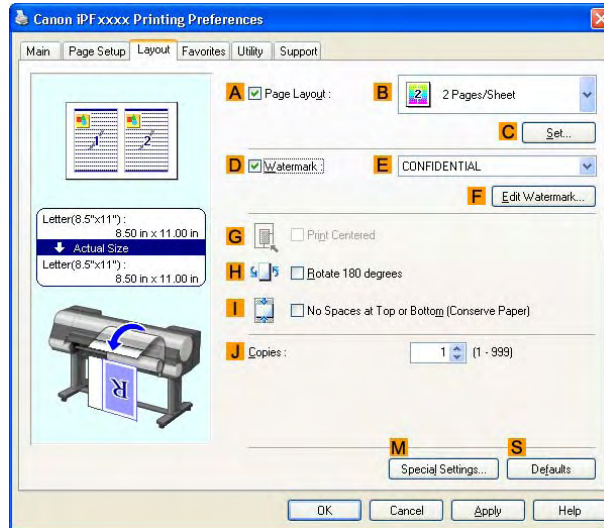 Canon iPFxxxx Printing Preferences
Main Page Setup Layout Favorites Utility Support
A Page Layout : B 2 2 Pages/Sheet
C Set...
1 2
D Watermark : E CONFIDENTIAL
F Edit Watermark...
Letter(8.5"x11") :
8.50 in x 11.00 in
Actual Size
Letter(8.5"x11") :
8.50 in x 11.00 in
G Print Centered
H Rotate 180 degrees
I No Spaces at Top or Bottom (Conserve Paper)
R
J Copies : 1 (1 - 999)
M S
Special Settings... Defaults
OK Cancel Apply Help